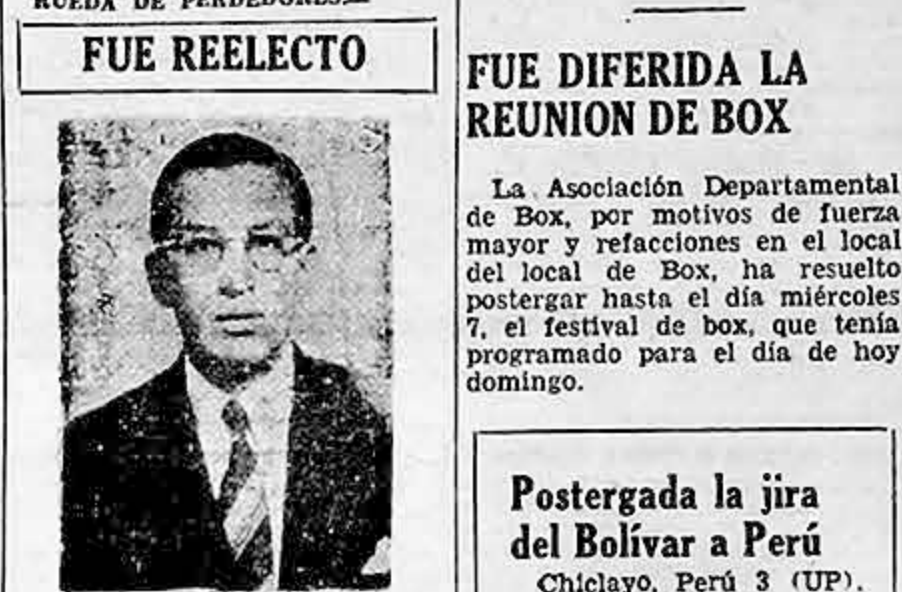 RUEDA DE PERDEDORES.—
FUE REELECTO
FUE DIFERIDA LA
REUNION DE BOX
La Asociación Departamental
de Box, por motivos de fuerza
mayor y refacciones en el local
del local de Box, ha resuelto
postergar hasta el día miércoles
7, el festival de box, que tenía
programado para el día de hoy
domingo.
Postergada la jira
del Bolívar a Perú
Chiclayo, Perú 3 (UP).